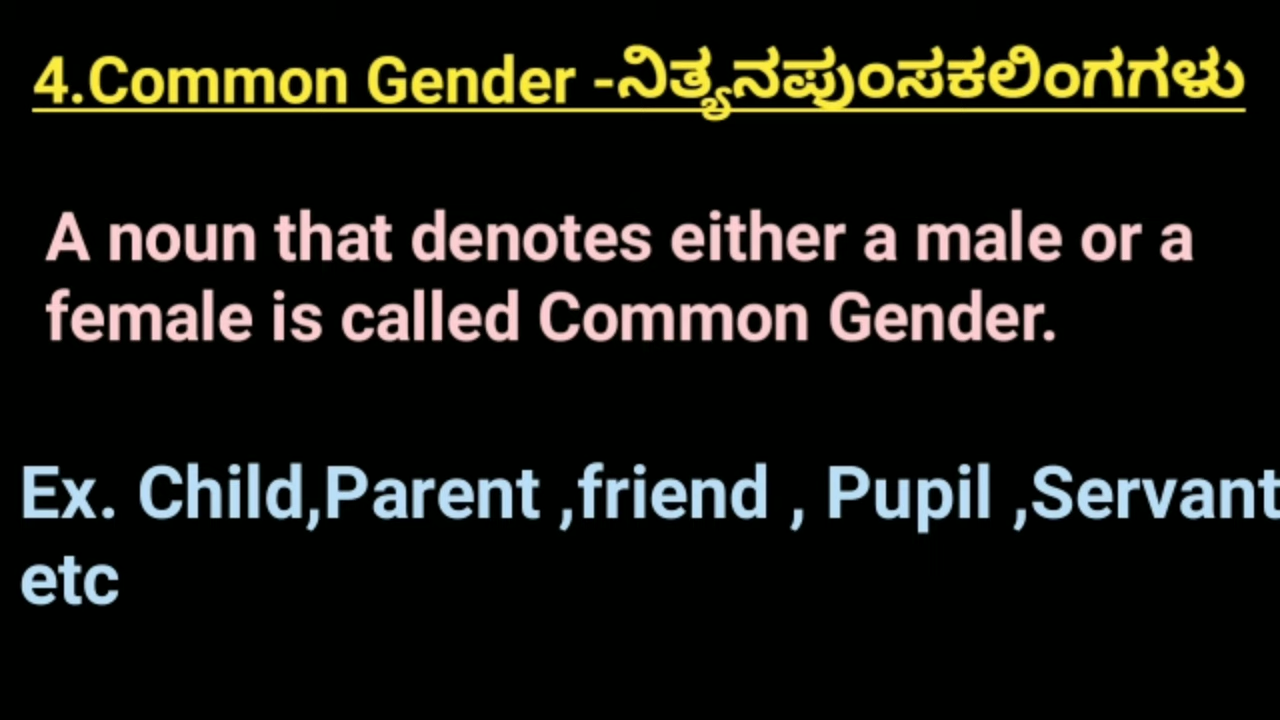 4.Common Gender -ನಿತ್ಯನಪುಂಸಕಲಿಂಗಗಳು
A noun that denotes either a male or a
female is called Common Gender.
Ex. Child,Parent ,friend , Pupil ,Servant
etc